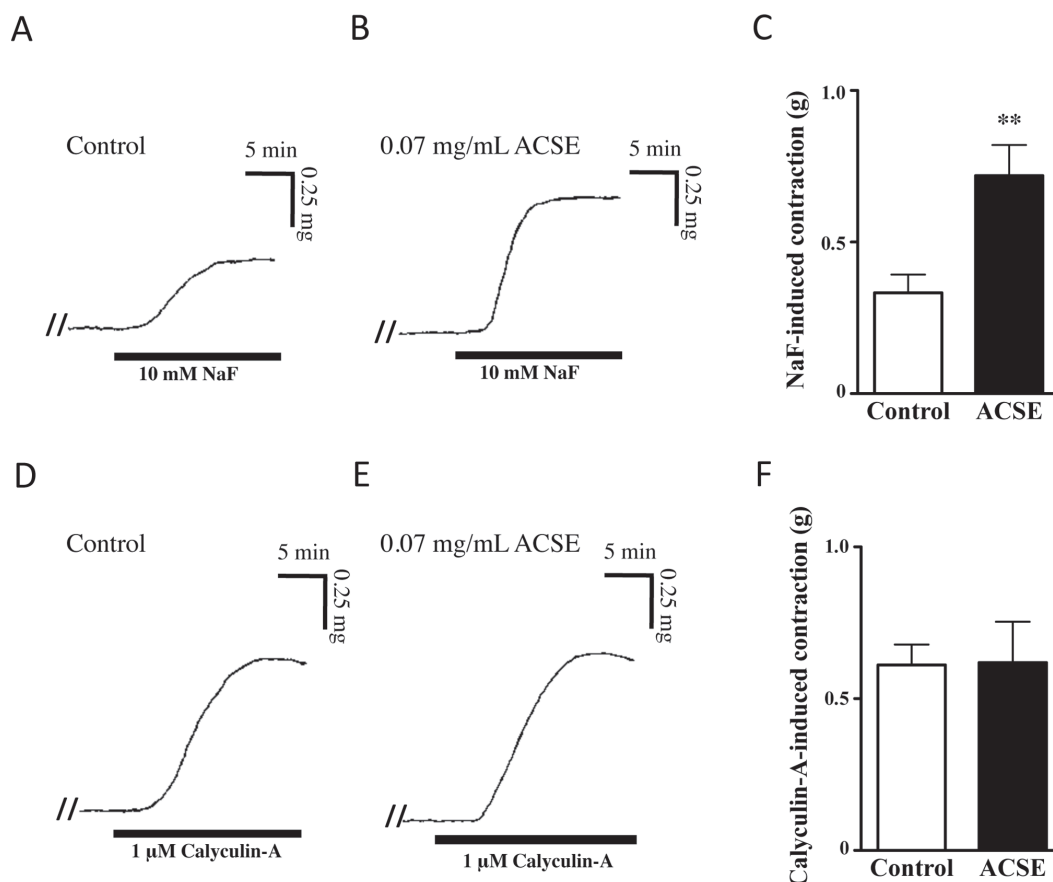 A
Control
5 min
0.25 mg
//
10 mM NaF
B
0.07 mg/mL ACSE
5 min
0.25 mg
//
10 mM NaF
C
NaF-induced contraction (g)
1.0
0.5
0
**
Control ACSE
D
Control
5 min
0.25 mg
//
1 μM Calyculin-A
E
0.07 mg/mL ACSE
5 min
0.25 mg
//
1 μM Calyculin-A
F
Calyculin-A-induced contraction (g)
1.0
0.5
0
Control ACSE